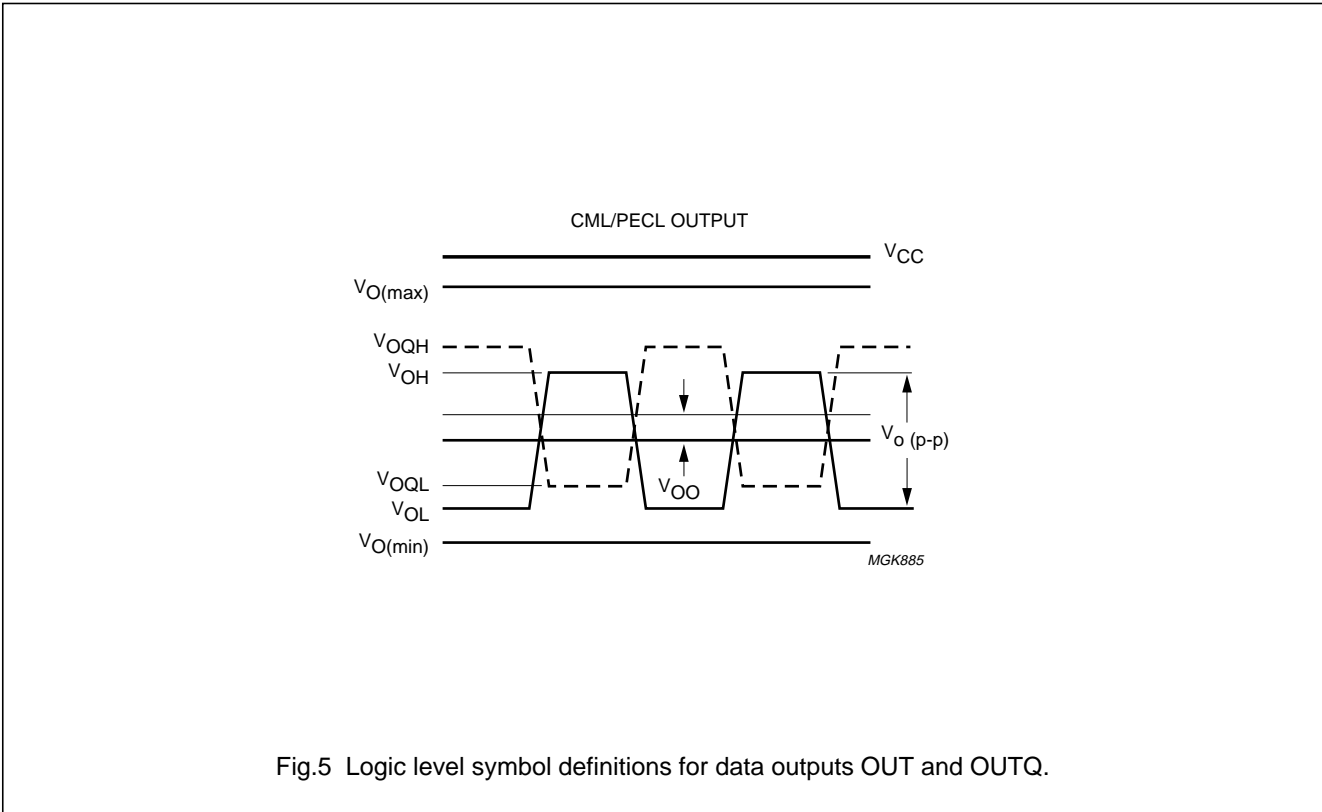 CML/PECL OUTPUT
VCC
VO(max)
VOQH
VOH
Vo (p-p)
VOQL
VOO
VOL
VO(min)
MGK885
Fig.5 Logic level symbol definitions for data outputs OUT and OUTQ.